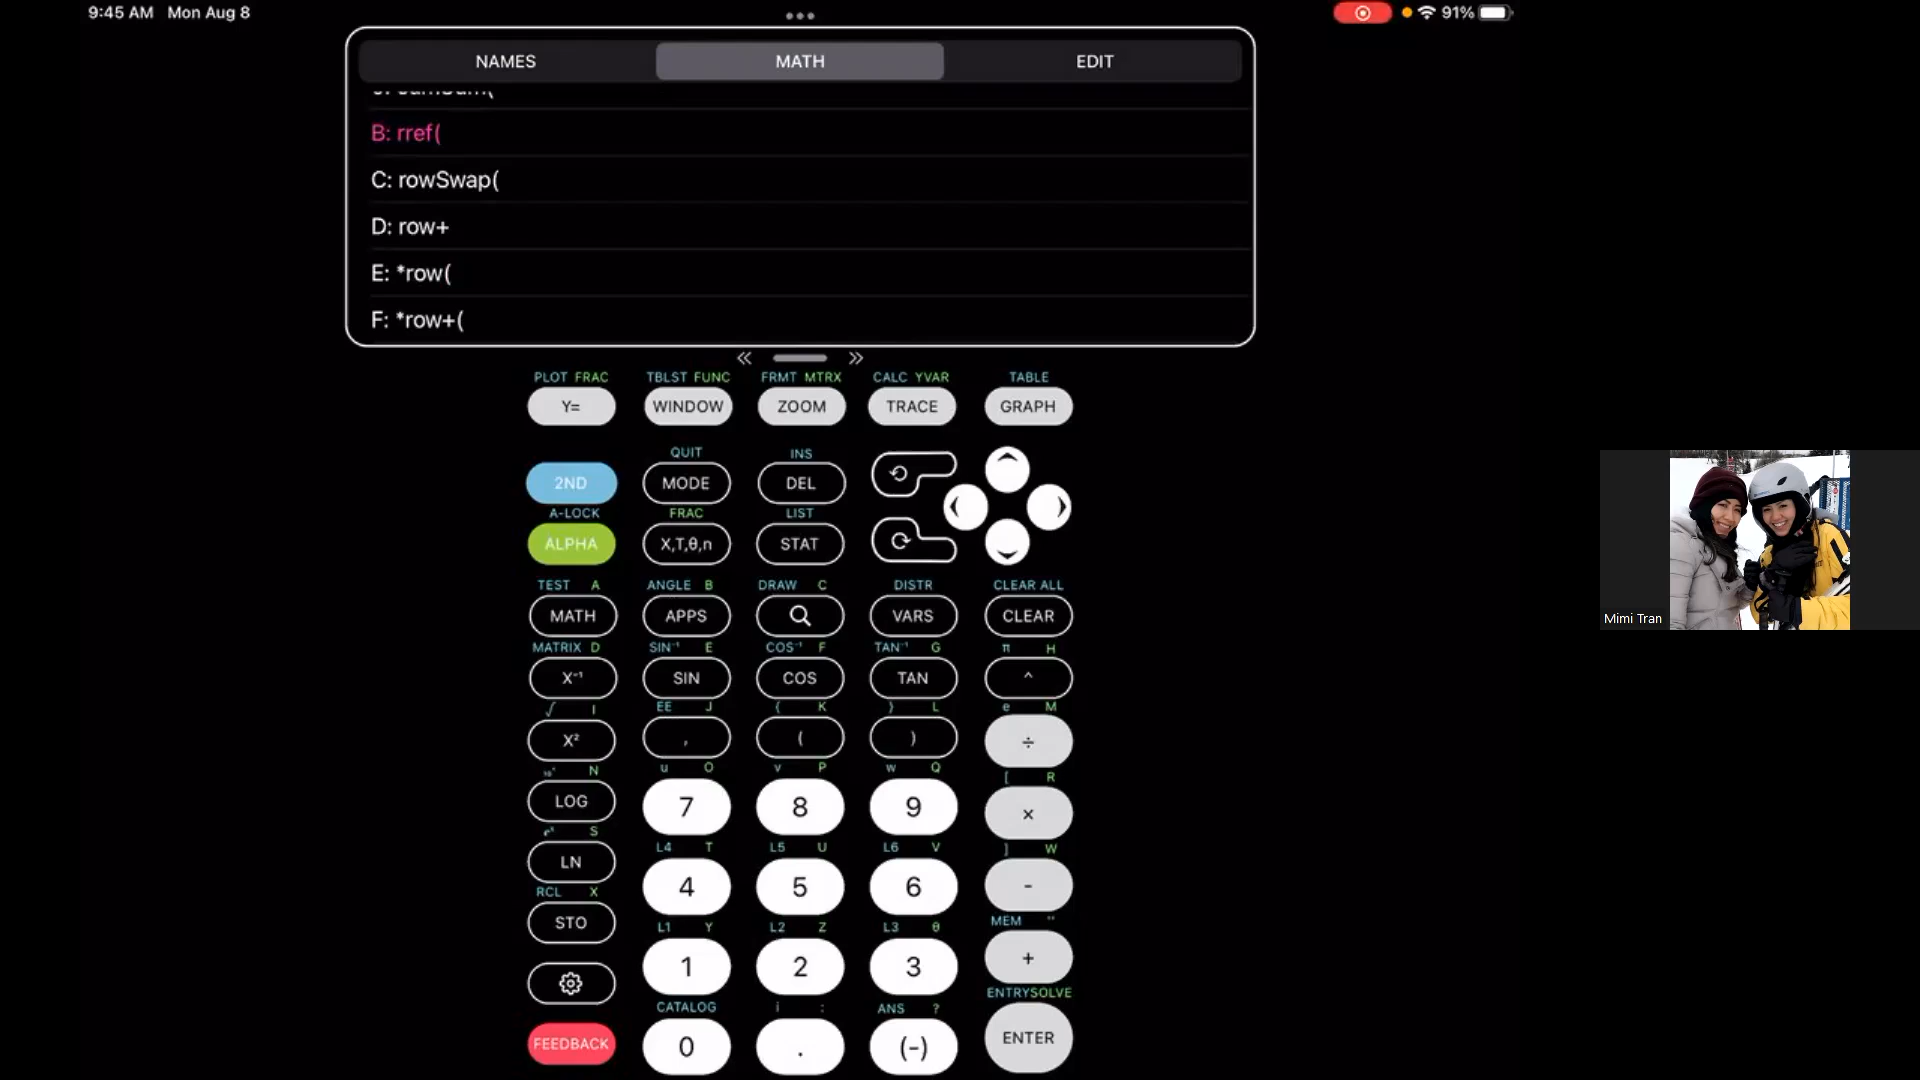 9:45 AM Mon Aug 8
91%
NAMES MATH EDIT
B: rref(
C: rowSwap(
D: row+
E: *row(
F: *row+(
PLOT FRAC TBLST FUNC FRMT MTRX CALC YVAR TABLE
Y= WINDOW ZOOM TRACE GRAPH
QUIT INS
2ND MODE DEL
A-LOCK FRAC LIST
ALPHA X,T,θ,n STAT
TEST A ANGLE B DRAW C DISTR CLEAR ALL
MATH APPS VARS CLEAR
MATRIX D SIN⁻¹ E COS⁻¹ F TAN⁻¹ G π H
X⁻¹ SIN COS TAN ^
√ I EE J { K } L e M
X² , ( ) ÷
N u O v P w Q [ R
LOG 7 8 9 ×
S L4 T L5 U L6 V ] W
LN 4 5 6 -
RCL X L1 Y L2 Z L3 θ MEM "
STO 1 2 3 +
CATALOG i : ANS ? ENTRY SOLVE
FEEDBACK 0 . (-) ENTER
Mimi Tran